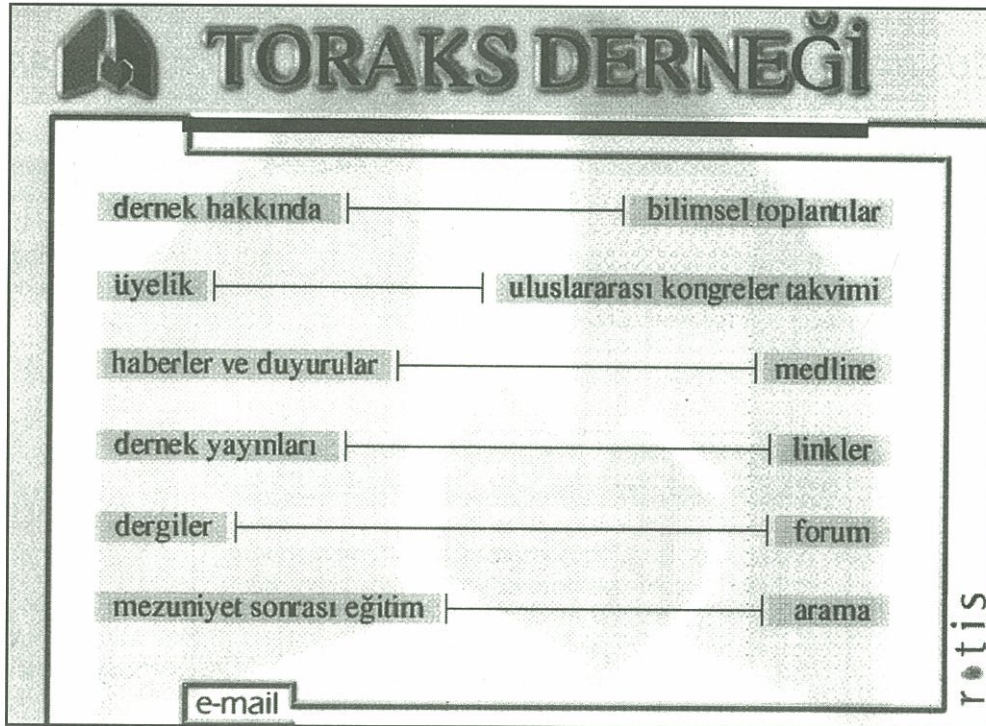 TORAKS DERNEĞİ
dernek hakkında bilimsel toplantılar
üyelik uluslararası kongreler takvimi
haberler ve duyurular medline
dernek yayınları linkler
dergiler forum
mezuniyet sonrası eğitim arama
e-mail
rotis